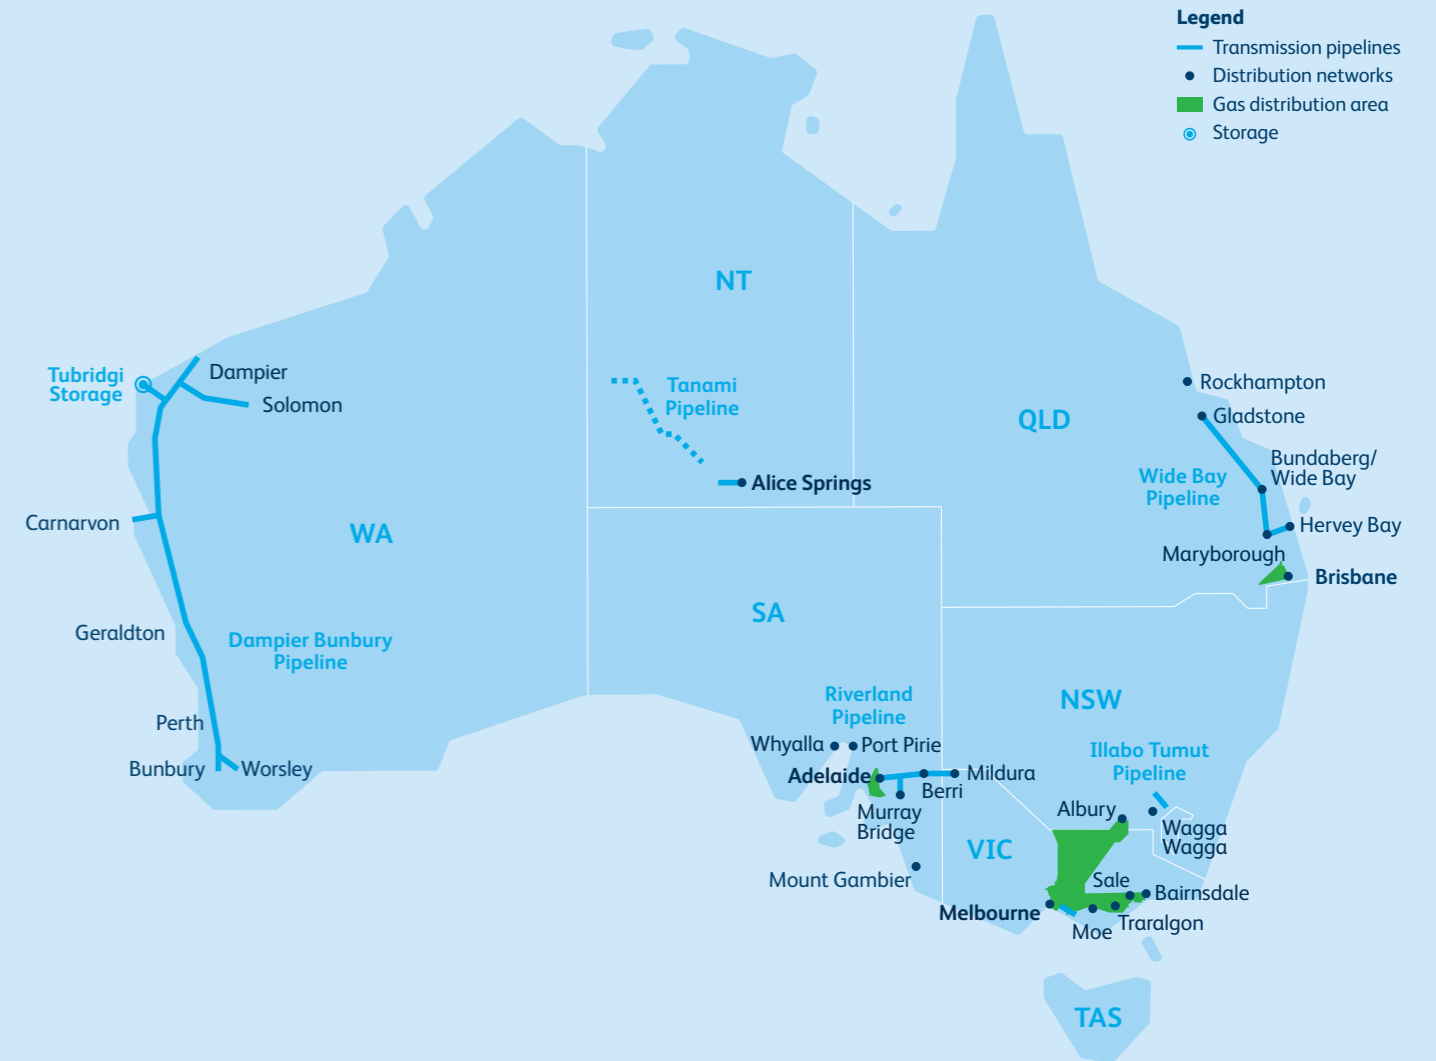 Legend
Transmission pipelines
Distribution networks
Gas distribution area
Storage
NT
Tubridgi
Storage
Dampier
Solomon
Tanami
Pipeline
Rockhampton
Gladstone
QLD
Bundaberg/
Wide Bay
Wide Bay
Pipeline
Alice Springs
Carnarvon
WA
Hervey Bay
Maryborough
Brisbane
SA
Geraldton
Dampier Bunbury
Pipeline
Riverland
Pipeline
NSW
Perth
Whyalla
Port Pirie
Illabo Tumut
Pipeline
Bunbury
Worsley
Adelaide
Mildura
Berri
Murray
Bridge
Albury
Wagga
Wagga
VIC
Mount Gambier
Sale
Bairnsdale
Melbourne
Traralgon
Moe
TAS